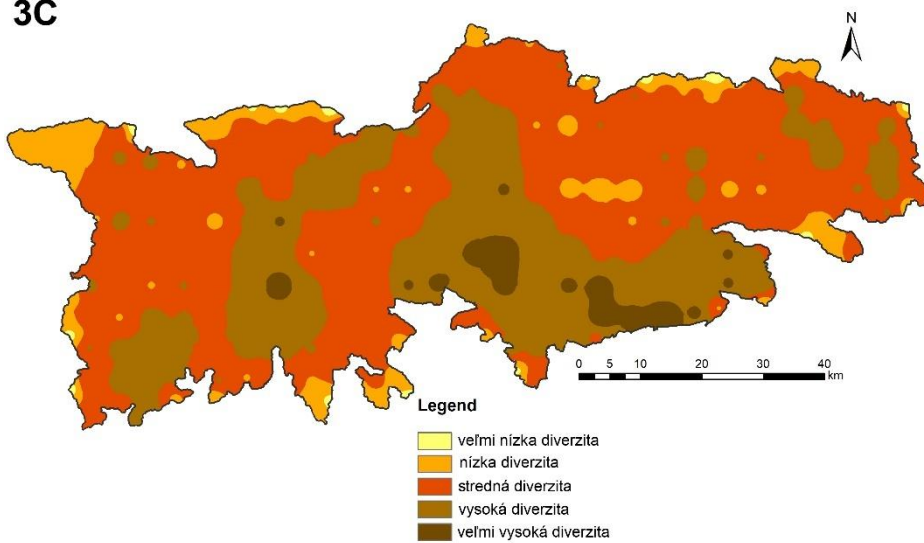 3C
N
0 5 10 20 30 40
km
Legend
veľmi nízka diverzita
nízka diverzita
stredná diverzita
vysoká diverzita
veľmi vysoká diverzita